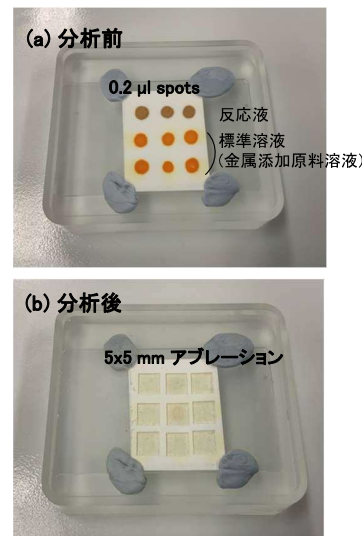 (a) 分析前
0.2 µl spots
反応液
標準溶液
(金属添加原料溶液)
(b) 分析後
5x5 mm アブレーション